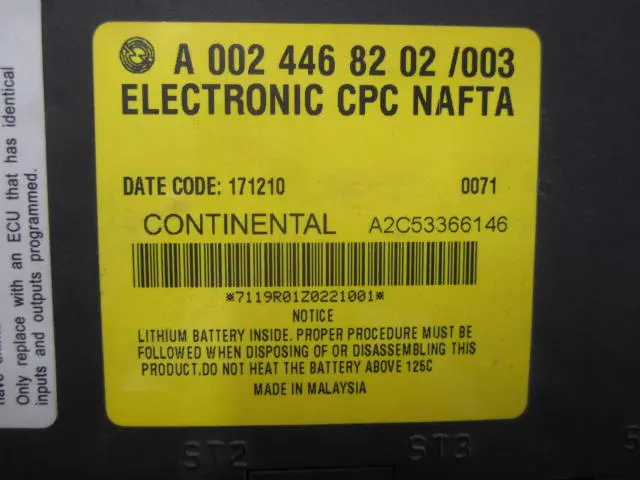 A 002 446 82 02 /003
ELECTRONIC CPC NAFTA
DATE CODE: 171210 0071
CONTINENTAL A2C53366146
*7119R01Z0221001*
NOTICE
LITHIUM BATTERY INSIDE. PROPER PROCEDURE MUST BE
FOLLOWED WHEN DISPOSING OF OR DISASSEMBLING THIS
PRODUCT.DO NOT HEAT THE BATTERY ABOVE 125C
MADE IN MALAYSIA
Only replace with an ECU that has identical
inputs and outputs programmed.
ST2 ST3